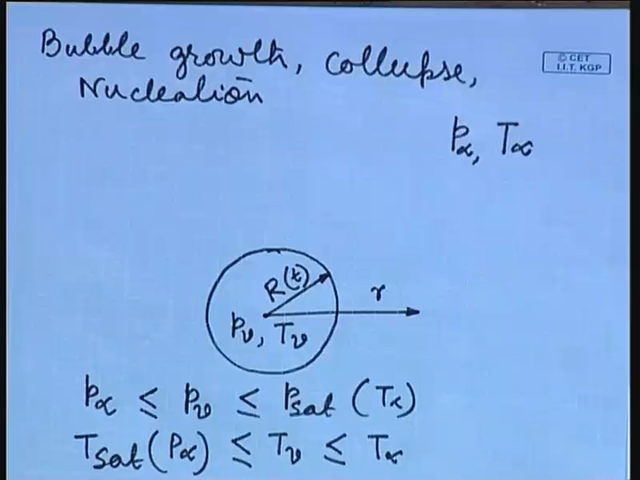 Bubble growth, collapse,
Nucleation
© CET
I.I.T. KGP
p∝, T∝
R(t)
r
pv, Tv
p∝ ≤ pv ≤ psat (T∝)
Tsat(p∝) ≤ Tv ≤ T∝